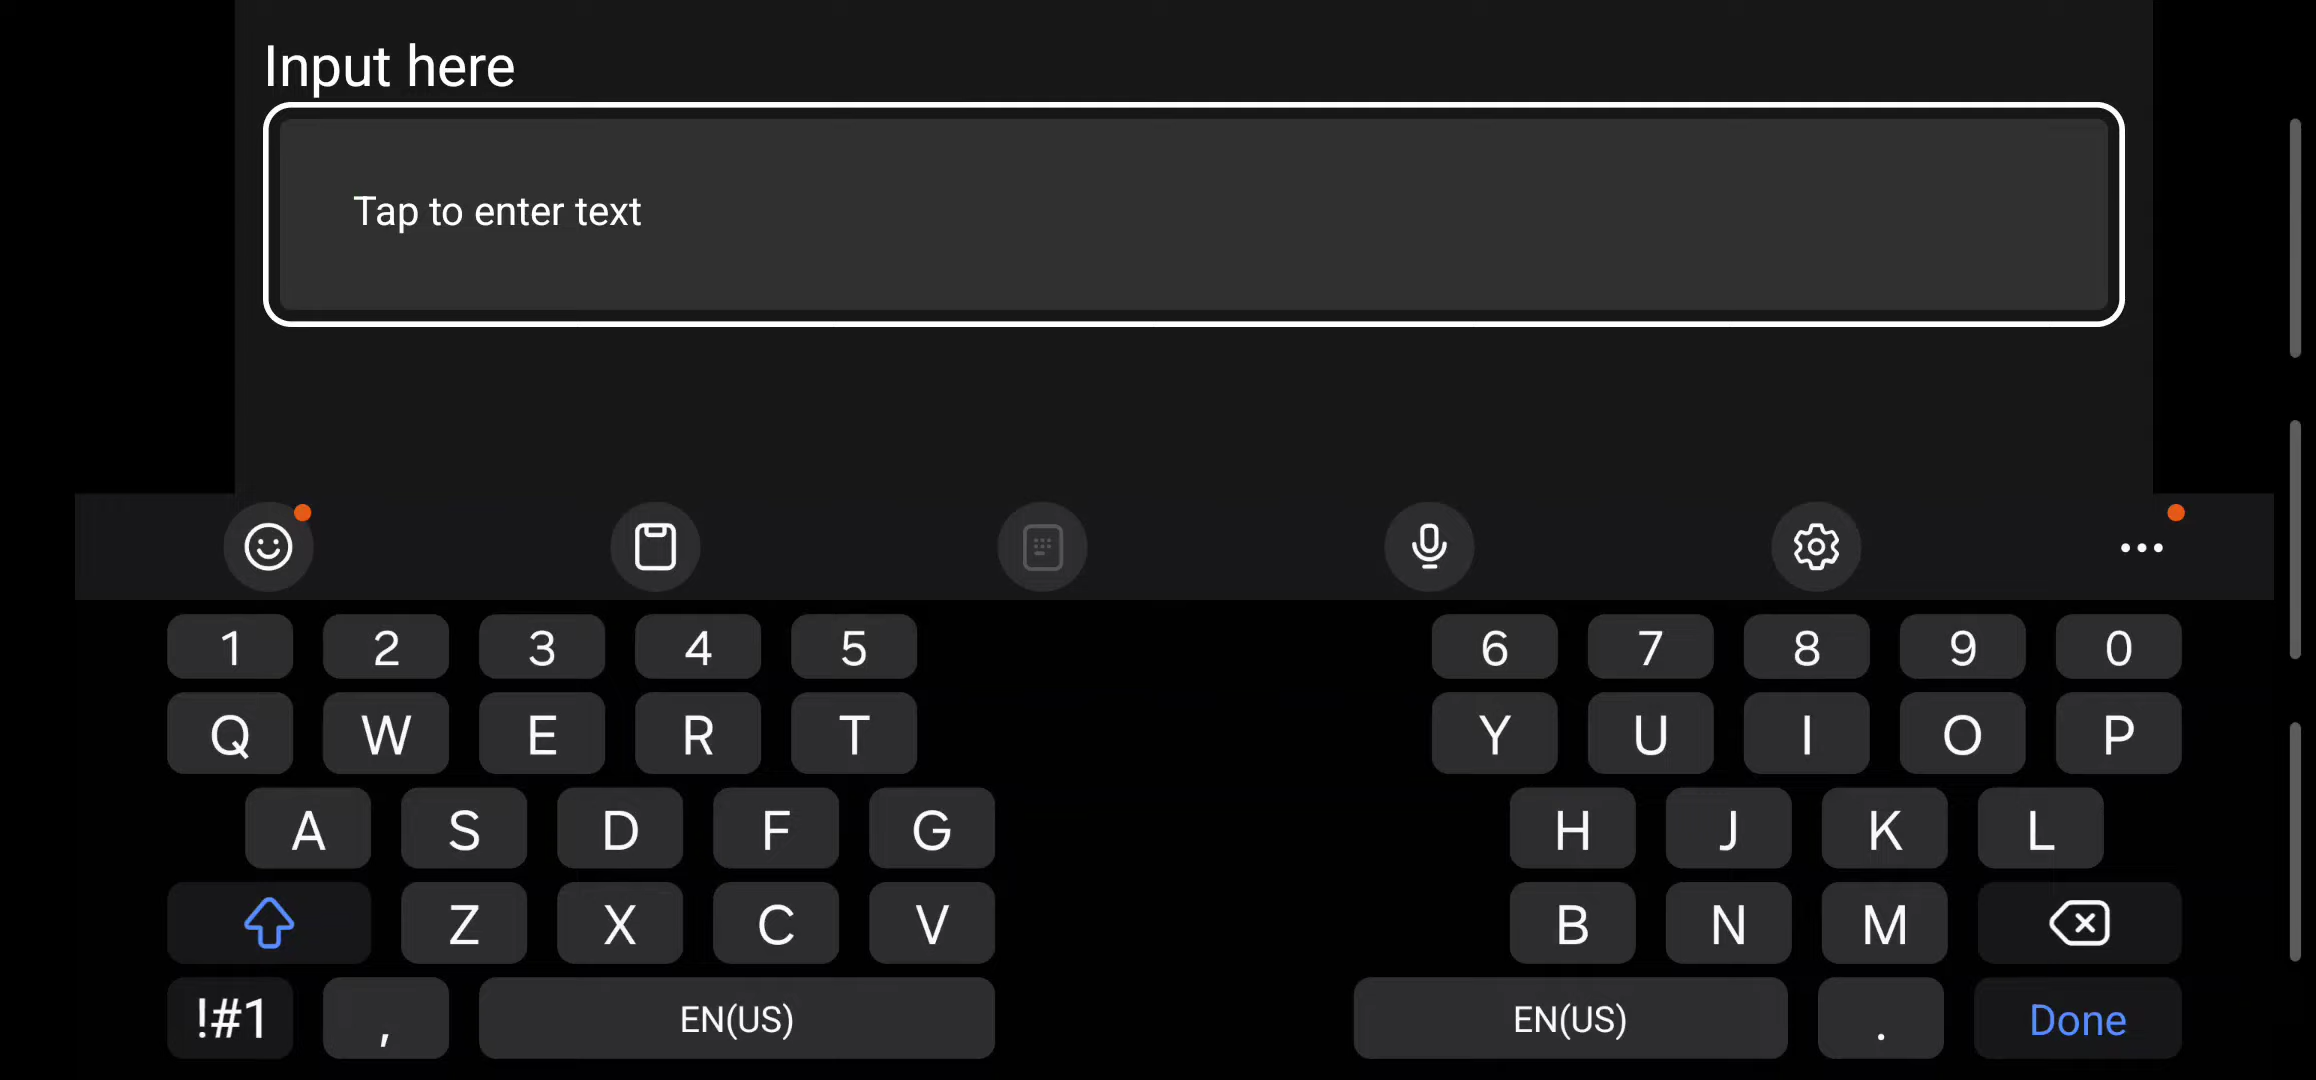 Input here
Tap to enter text
1 2 3 4 5 6 7 8 9 0
Q W E R T Y U I O P
A S D F G H J K L
Z X C V B N M
!#1 , EN(US) EN(US) . Done